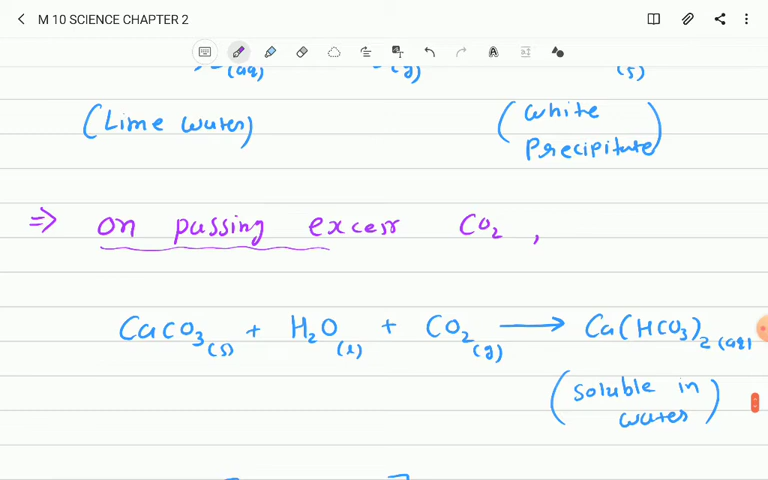 M 10 SCIENCE CHAPTER 2
(aq) (g) (s)
(Lime water) (White
Precipitate)
⇒ on passing excess CO₂,
CaCO₃(s) + H₂O(l) + CO₂(g) ⟶ Ca(HCO₃)₂(aq)
(Soluble in
water)